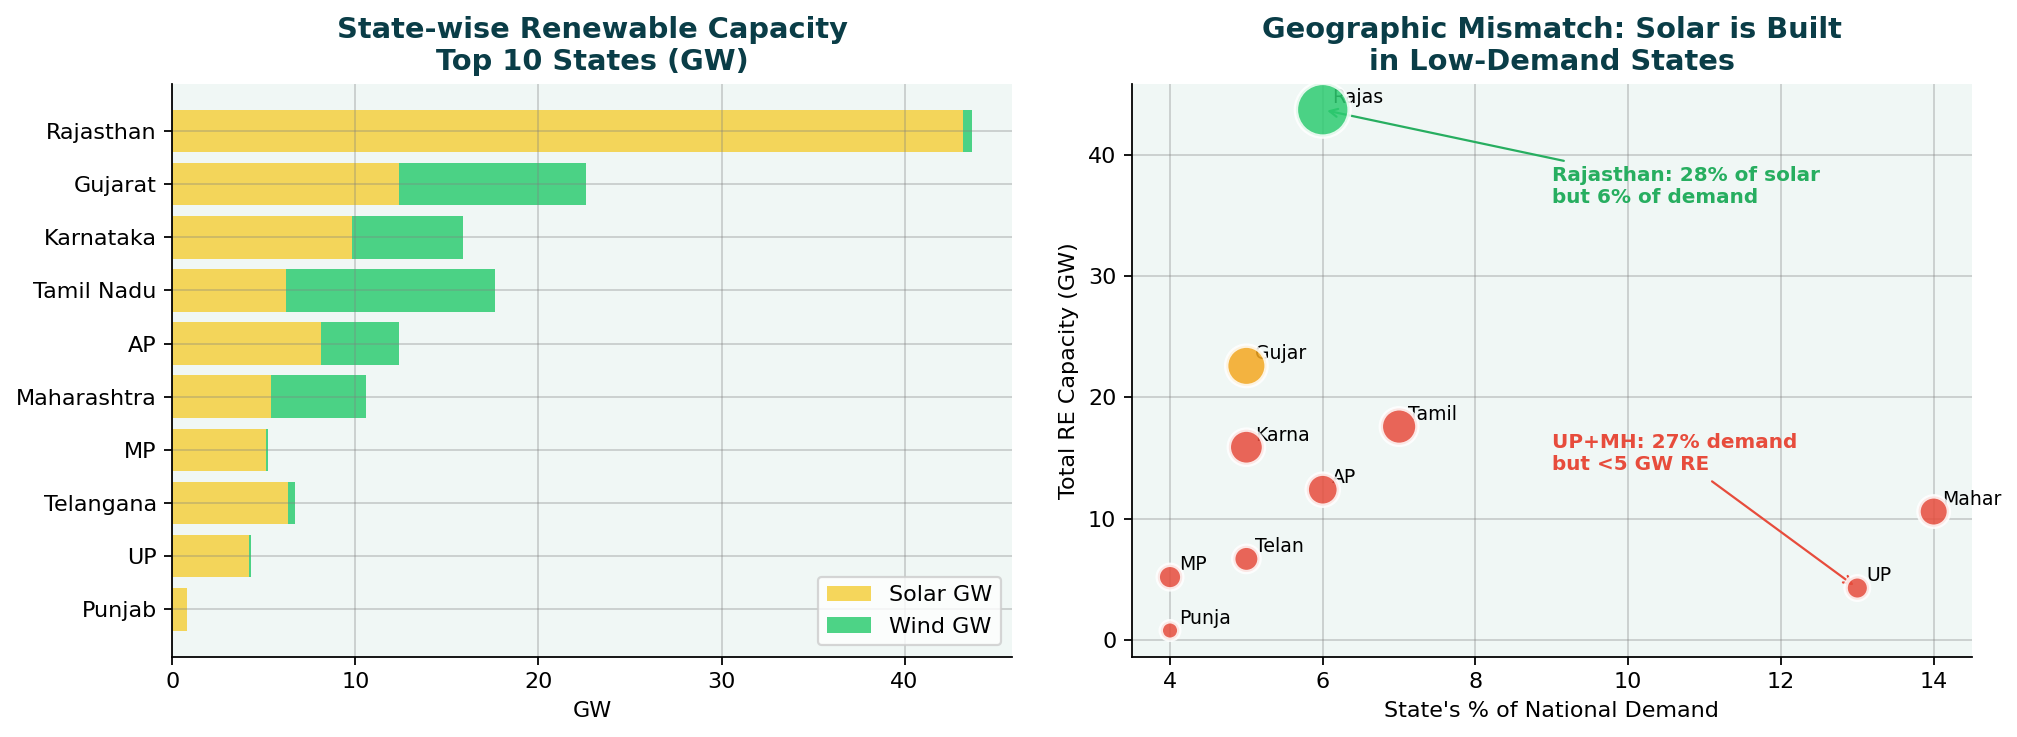 State-wise Renewable Capacity
Top 10 States (GW)
Rajasthan
Gujarat
Karnataka
Tamil Nadu
AP
Maharashtra
MP
Telangana
UP
Punjab
Solar GW
Wind GW
0 10 20 30 40
GW
Geographic Mismatch: Solar is Built
in Low-Demand States
Total RE Capacity (GW)
40
30
20
10
0
Rajas
Rajasthan: 28% of solar
but 6% of demand
Gujar
Tamil
Karna
UP+MH: 27% demand
but <5 GW RE
AP
Mahar
Telan
MP
UP
Punja
4 6 8 10 12 14
State's % of National Demand